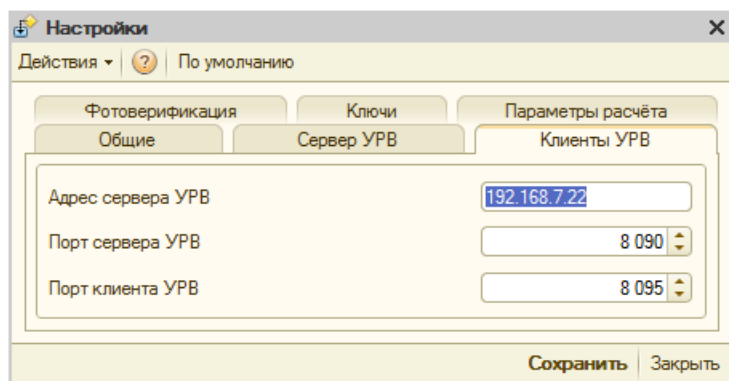 Настройки
Действия По умолчанию
Фотоверификация Ключи Параметры расчёта
Общие Сервер УРВ Клиенты УРВ
Адрес сервера УРВ 192.168.7.22
Порт сервера УРВ 8 090
Порт клиента УРВ 8 095
Сохранить Закрыть